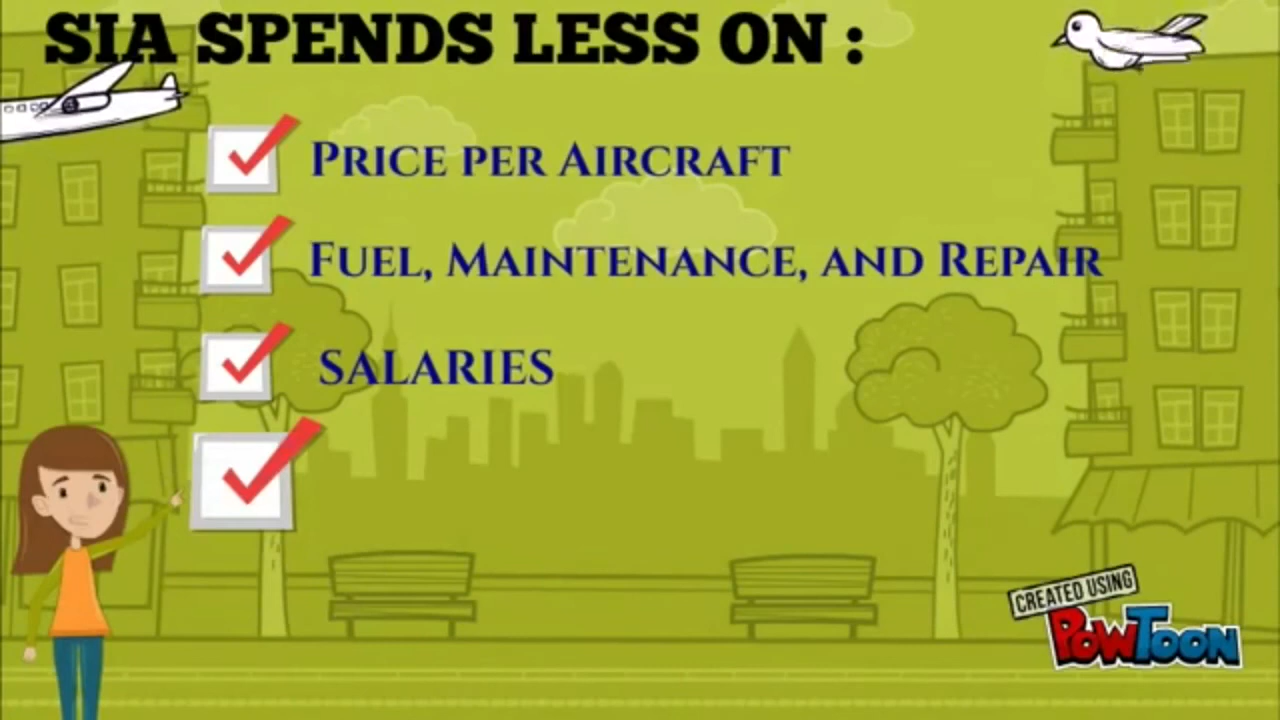 SIA SPENDS LESS ON :
PRICE PER AIRCRAFT
FUEL, MAINTENANCE, AND REPAIR
SALARIES
CREATED USING
POWTOON